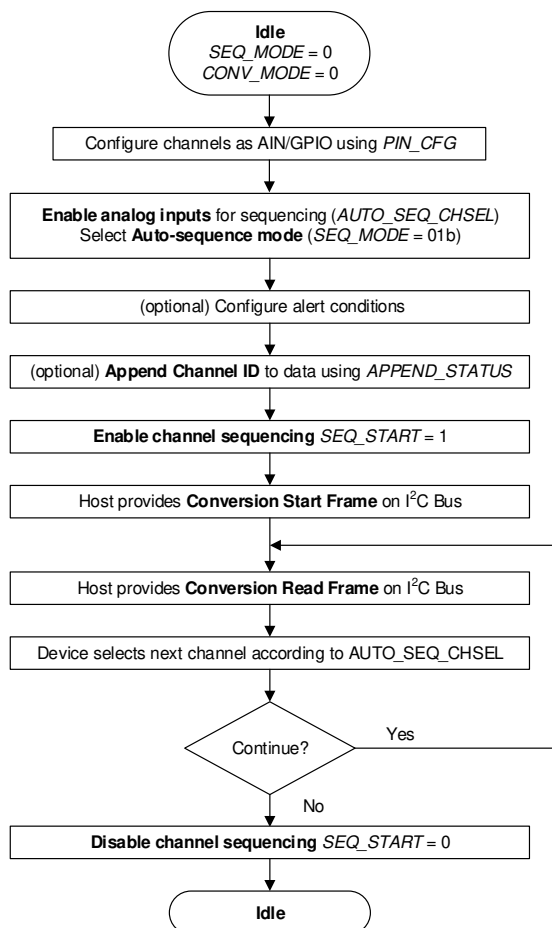 Idle
SEQ_MODE = 0
CONV_MODE = 0
Configure channels as AIN/GPIO using PIN_CFG
Enable analog inputs for sequencing (AUTO_SEQ_CHSEL)
Select Auto-sequence mode (SEQ_MODE = 01b)
(optional) Configure alert conditions
(optional) Append Channel ID to data using APPEND_STATUS
Enable channel sequencing SEQ_START = 1
Host provides Conversion Start Frame on I²C Bus
Host provides Conversion Read Frame on I²C Bus
Device selects next channel according to AUTO_SEQ_CHSEL
Continue?
Yes
No
Disable channel sequencing SEQ_START = 0
Idle